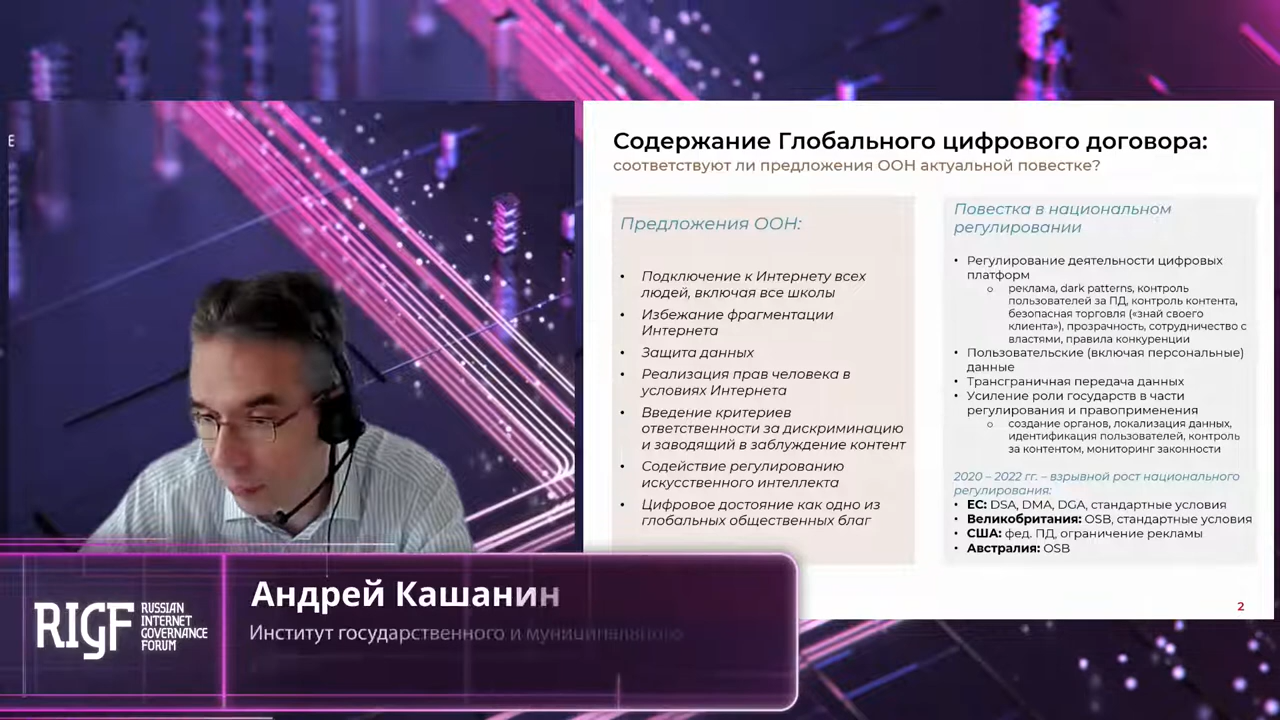 Е
Содержание Глобального цифрового договора:
соответствуют ли предложения ООН актуальной повестке?
Предложения ООН:
• Подключение к Интернету всех
людей, включая все школы
• Избежание фрагментации
Интернета
• Защита данных
• Реализация прав человека в
условиях Интернета
• Введение критериев
ответственности за дискриминацию
и заводящий в заблуждение контент
• Содействие регулированию
искусственного интеллекта
• Цифровое достояние как одно из
глобальных общественных благ
Повестка в национальном
регулировании
• Регулирование деятельности цифровых
платформ
o реклама, dark patterns, контроль
пользователей за ПД, контроль контента,
безопасная торговля («знай своего
клиента»), прозрачность, сотрудничество с
властями, правила конкуренции
• Пользовательские (включая персональные)
данные
• Трансграничная передача данных
• Усиление роли государств в части
регулирования и правоприменения
o создание органов, локализация данных,
идентификация пользователей, контроль
за контентом, мониторинг законности
2020 – 2022 гг. – взрывной рост национального
регулирования:
• ЕС: DSA, DMA, DGA, стандартные условия
• Великобритания: OSB, стандартные условия
• США: фед. ПД, ограничение рекламы
• Австралия: OSB
2
RIGF
RUSSIAN
INTERNET
GOVERNANCE
FORUM
Андрей Кашанин
Институт государственного и муниципального